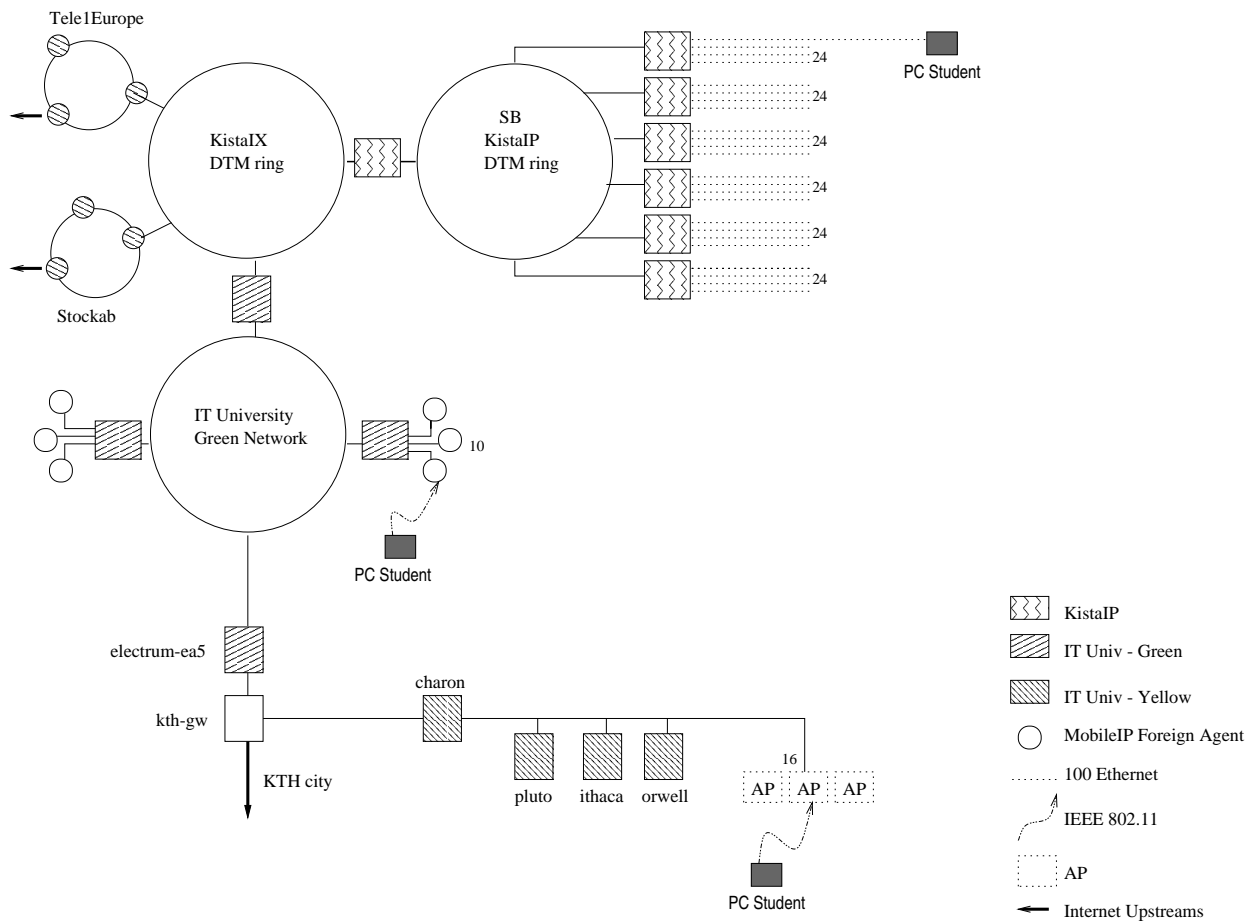 Tele1Europe
24
PC Student
24
KistaIX
DTM ring
SB
KistaIP
DTM ring
24
24
24
24
Stockab
IT University
Green Network
10
PC Student
electrum-ea5
kth-gw
KTH city
charon
pluto
ithaca
orwell
16
AP
AP
AP
PC Student
KistaIP
IT Univ - Green
IT Univ - Yellow
MobileIP Foreign Agent
100 Ethernet
IEEE 802.11
AP
Internet Upstreams